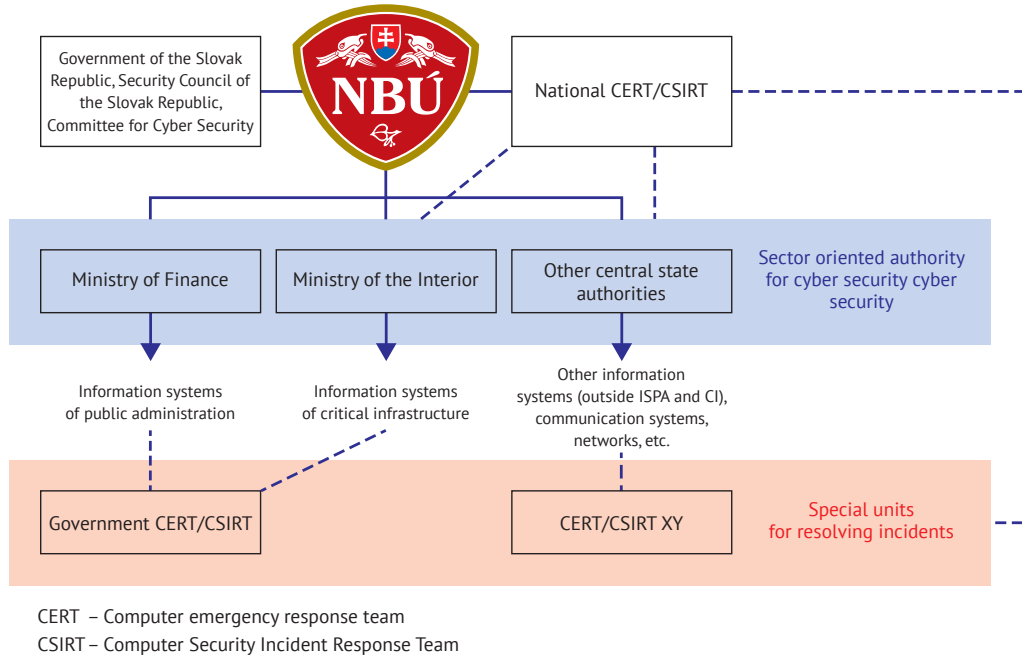 Government of the Slovak
Republic, Security Council of
the Slovak Republic,
Committee for Cyber Security
NBÚ
National CERT/CSIRT
Ministry of Finance
Ministry of the Interior
Other central state
authorities
Sector oriented authority
for cyber security cyber
security
Information systems
of public administration
Information systems
of critical infrastructure
Other information
systems (outside ISPA and CI),
communication systems,
networks, etc.
Government CERT/CSIRT
CERT/CSIRT XY
Special units
for resolving incidents
CERT – Computer emergency response team
CSIRT – Computer Security Incident Response Team